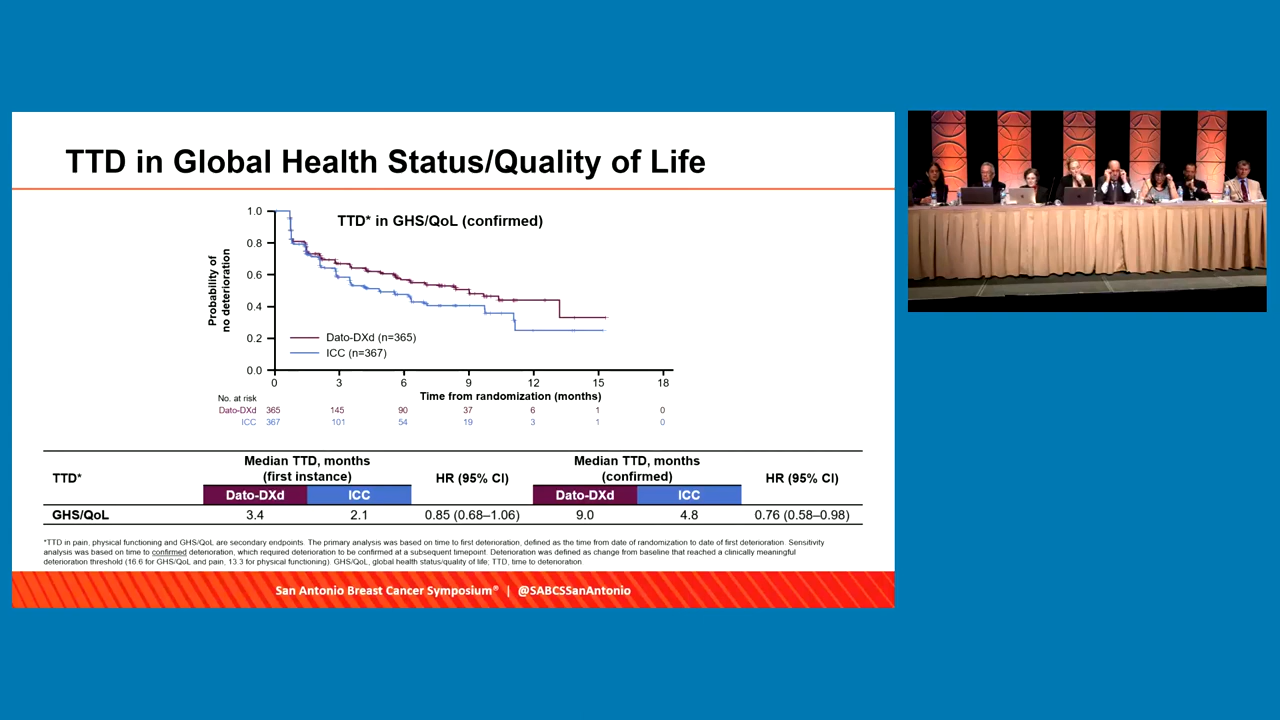 TTD in Global Health Status/Quality of Life
TTD* in GHS/QoL (confirmed)
Probability of
no deterioration
1.0
0.8
0.6
0.4
0.2
0.0
Dato-DXd (n=365)
ICC (n=367)
0 3 6 9 12 15 18
Time from randomization (months)
No. at risk
Dato-DXd 365 145 90 37 6 1 0
ICC 367 101 54 19 3 1 0
TTD*
Median TTD, months
(first instance)
HR (95% CI)
Median TTD, months
(confirmed)
HR (95% CI)
Dato-DXd ICC Dato-DXd ICC
GHS/QoL 3.4 2.1 0.85 (0.68–1.06) 9.0 4.8 0.76 (0.58–0.98)
*TTD in pain, physical functioning and GHS/QoL are secondary endpoints. The primary analysis was based on time to first deterioration, defined as the time from date of randomization to date of first deterioration. Sensitivity
analysis was based on time to confirmed deterioration, which required deterioration to be confirmed at a subsequent timepoint. Deterioration was defined as change from baseline that reached a clinically meaningful
deterioration threshold (16.6 for GHS/QoL and pain, 13.3 for physical functioning). GHS/QoL, global health status/quality of life; TTD, time to deterioration
San Antonio Breast Cancer Symposium® | @SABCSSanAntonio